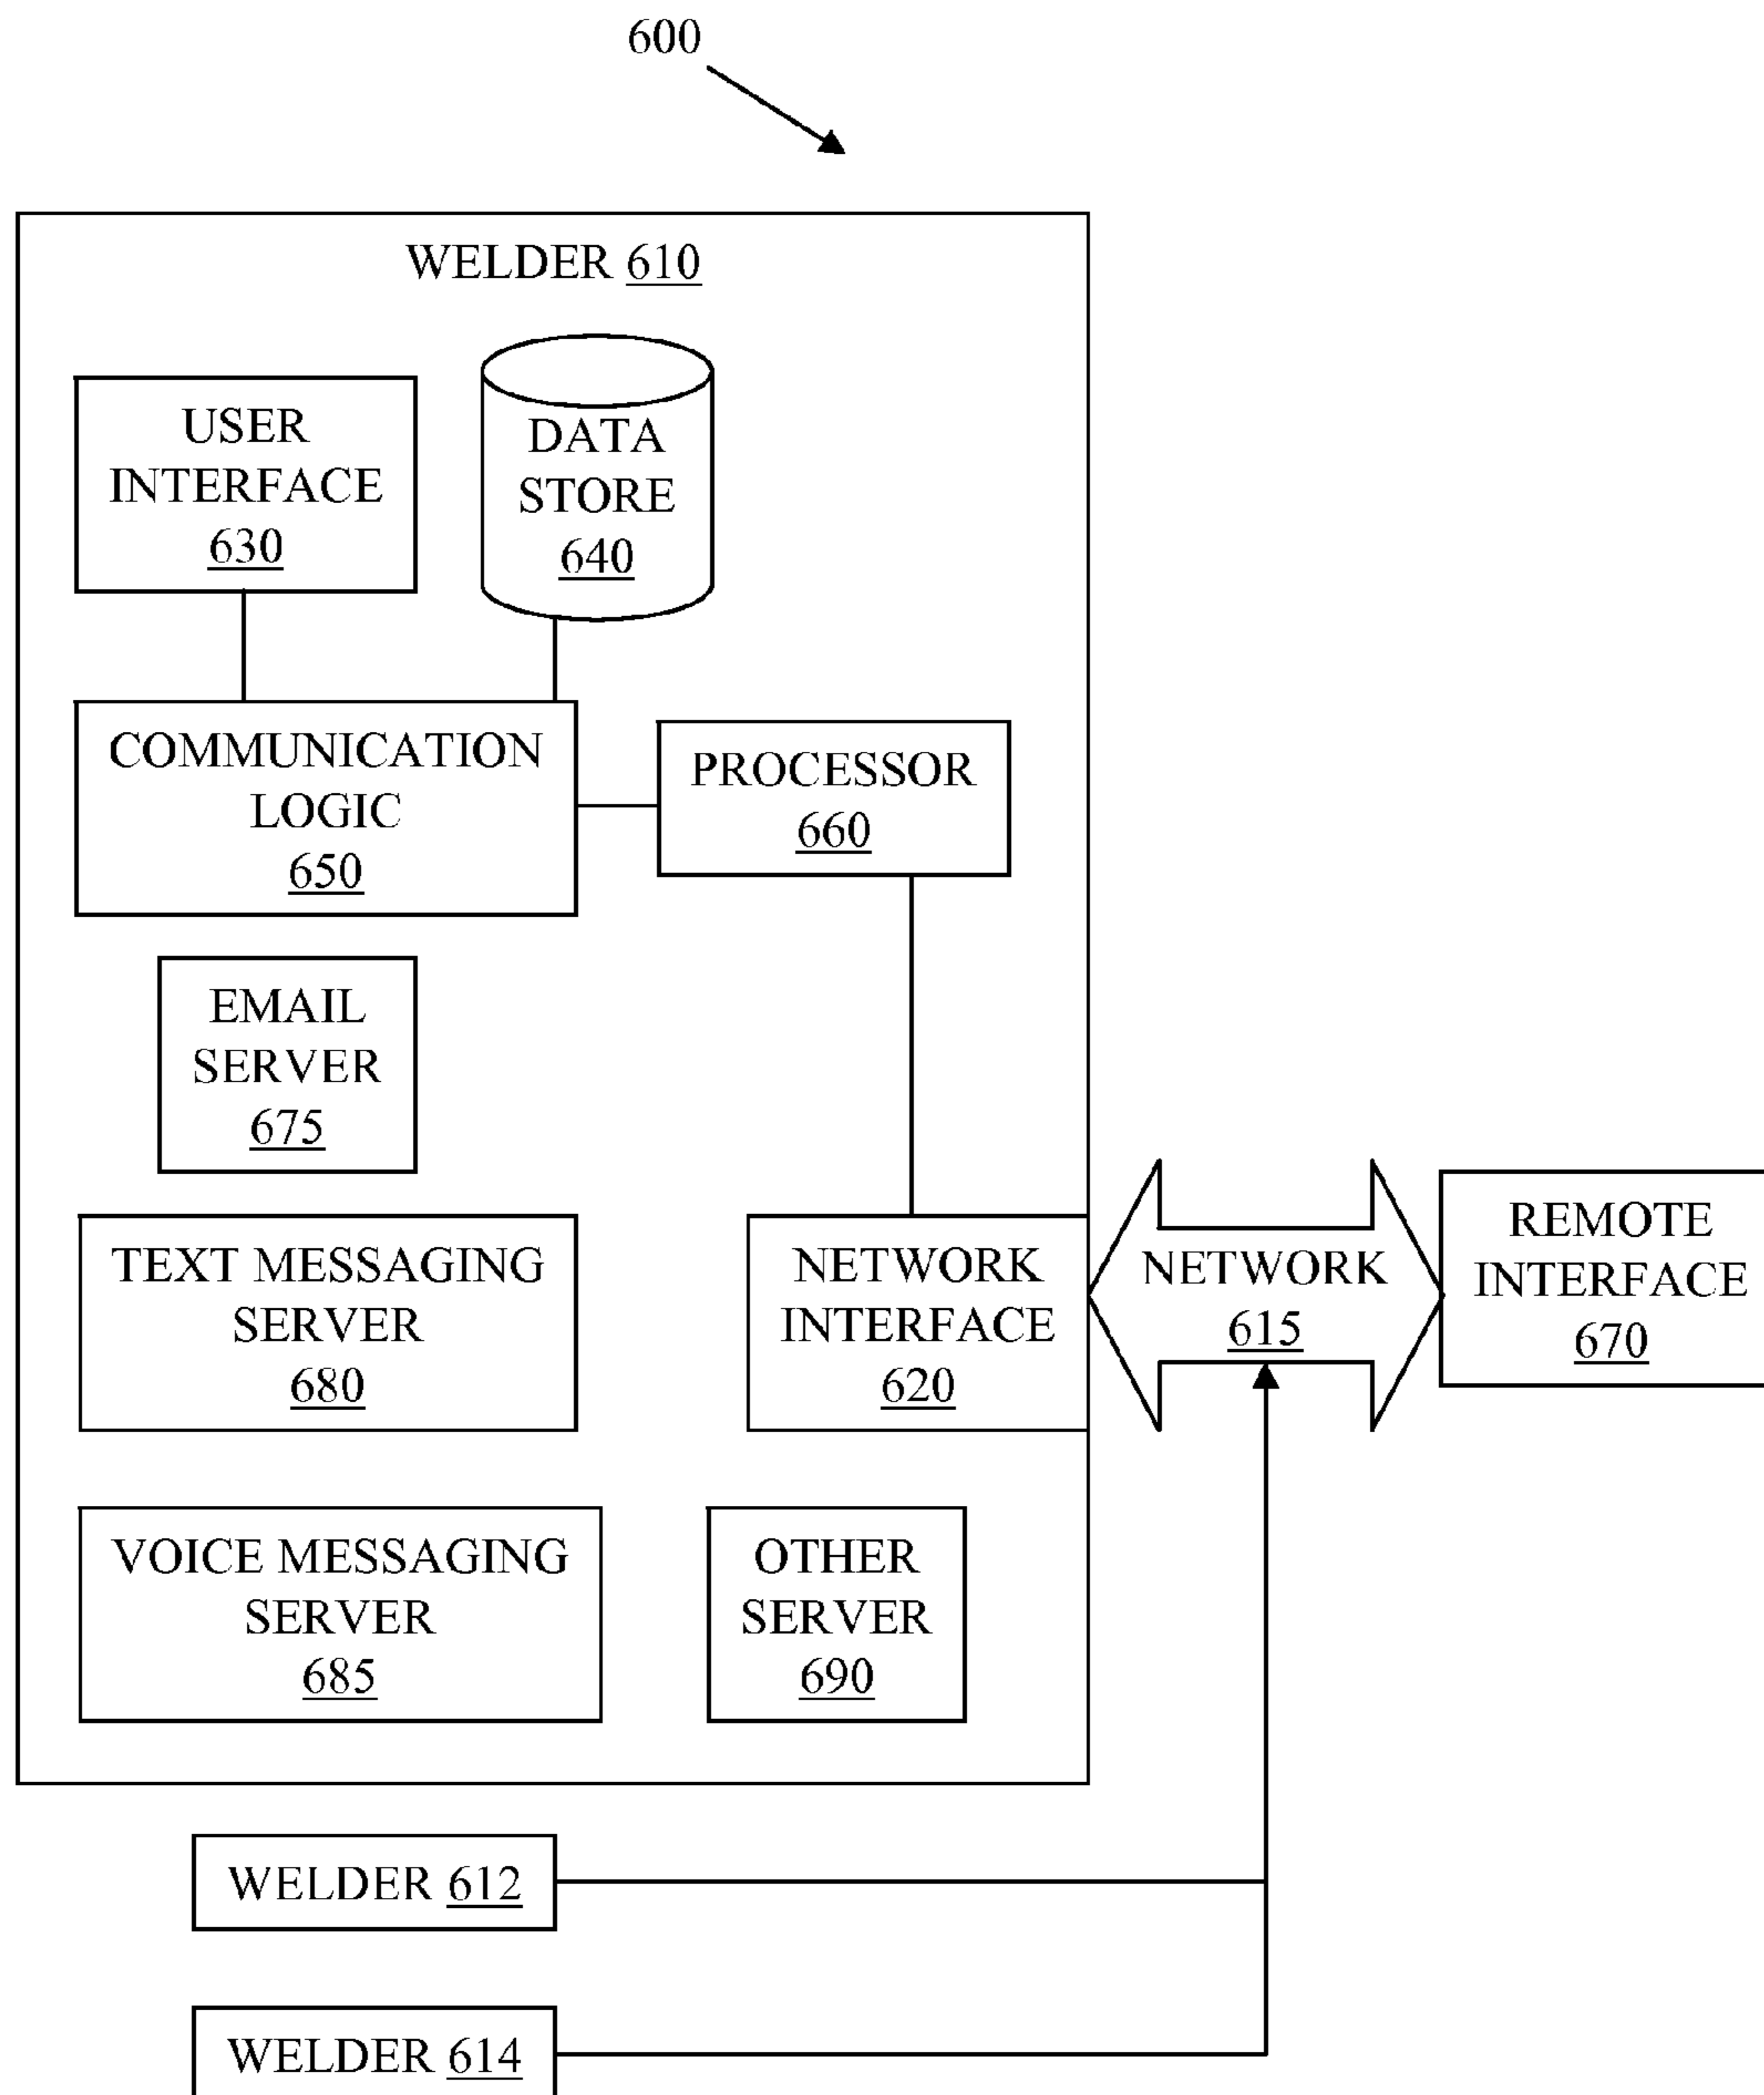 600
WELDER 610
USER
INTERFACE
630
DATA
STORE
640
COMMUNICATION
LOGIC
650
PROCESSOR
660
EMAIL
SERVER
675
TEXT MESSAGING
SERVER
680
NETWORK
INTERFACE
620
NETWORK
615
REMOTE
INTERFACE
670
VOICE MESSAGING
SERVER
685
OTHER
SERVER
690
WELDER 612
WELDER 614